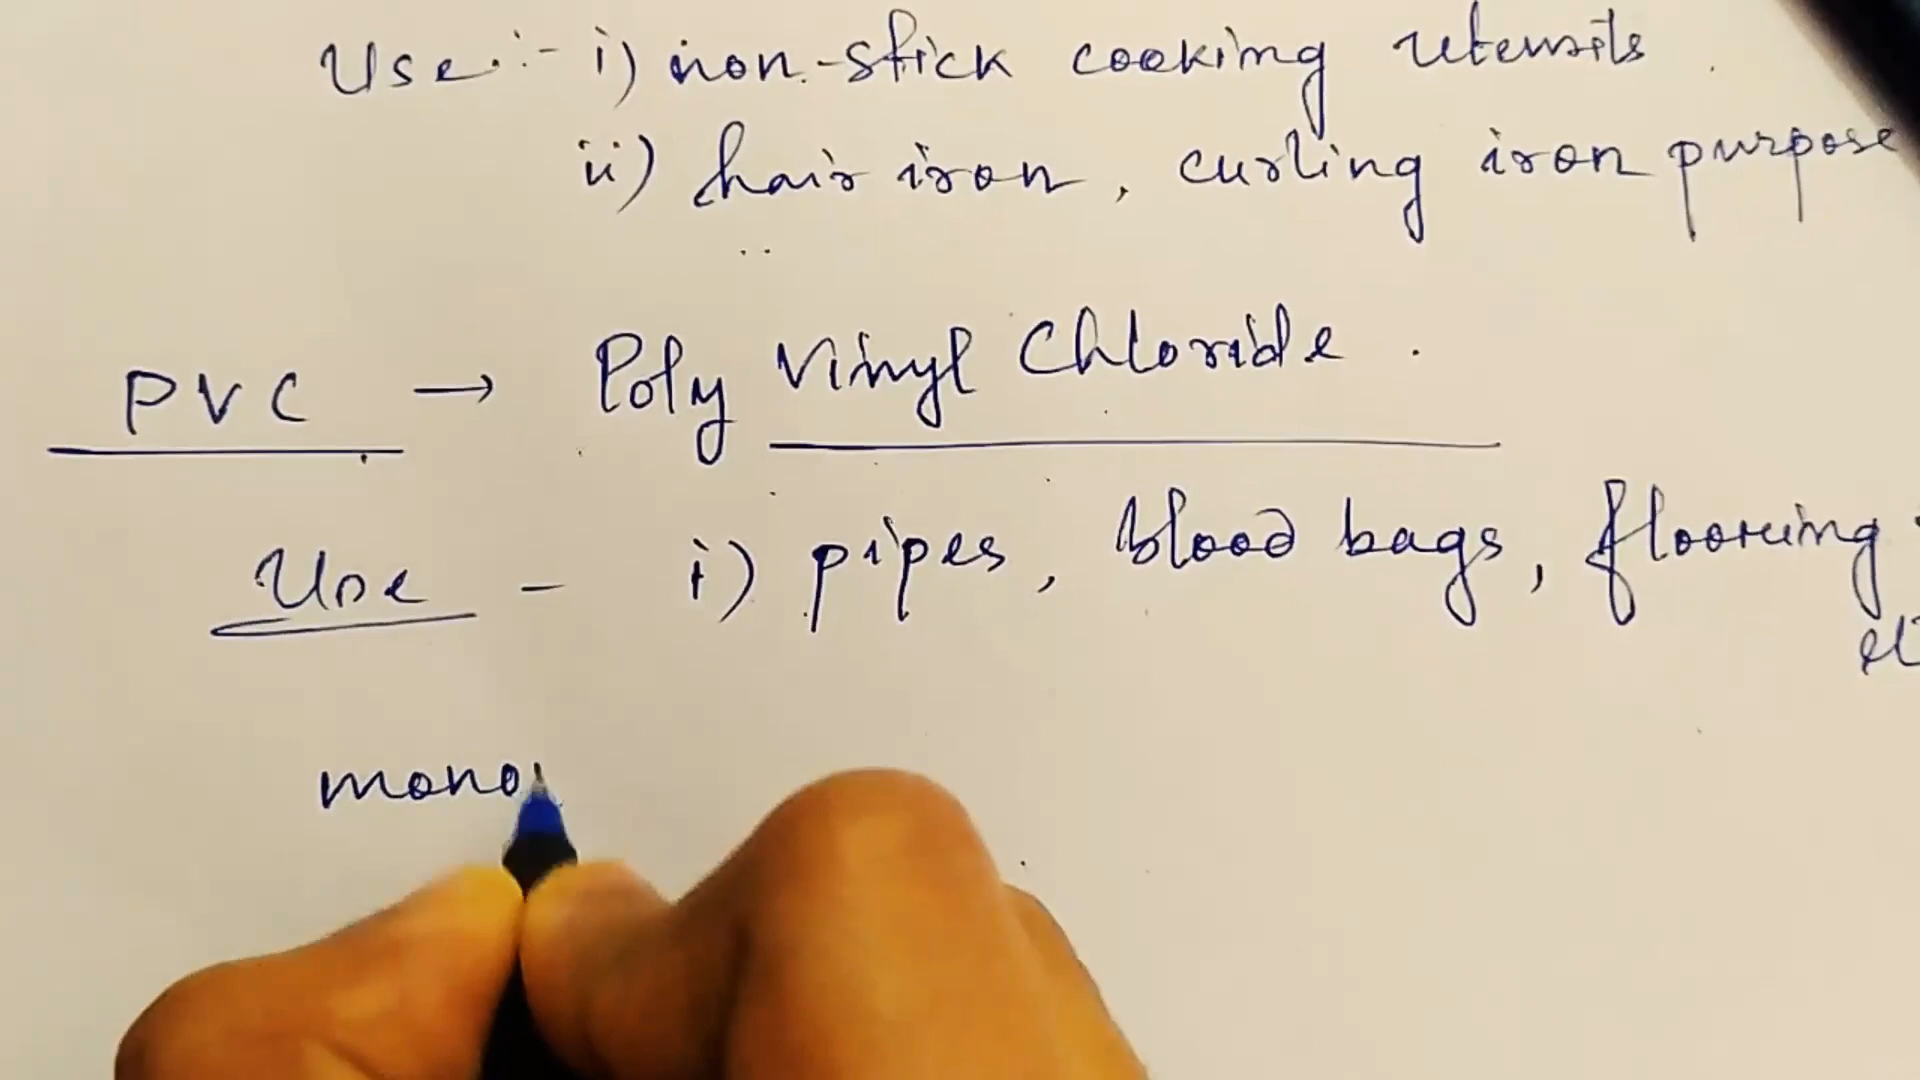 Use :- i) non-stick cooking utensils
ii) hair iron, curling iron purpose
PVC → Poly Vinyl Chloride.
Use - i) pipes, blood bags, flooring
mono